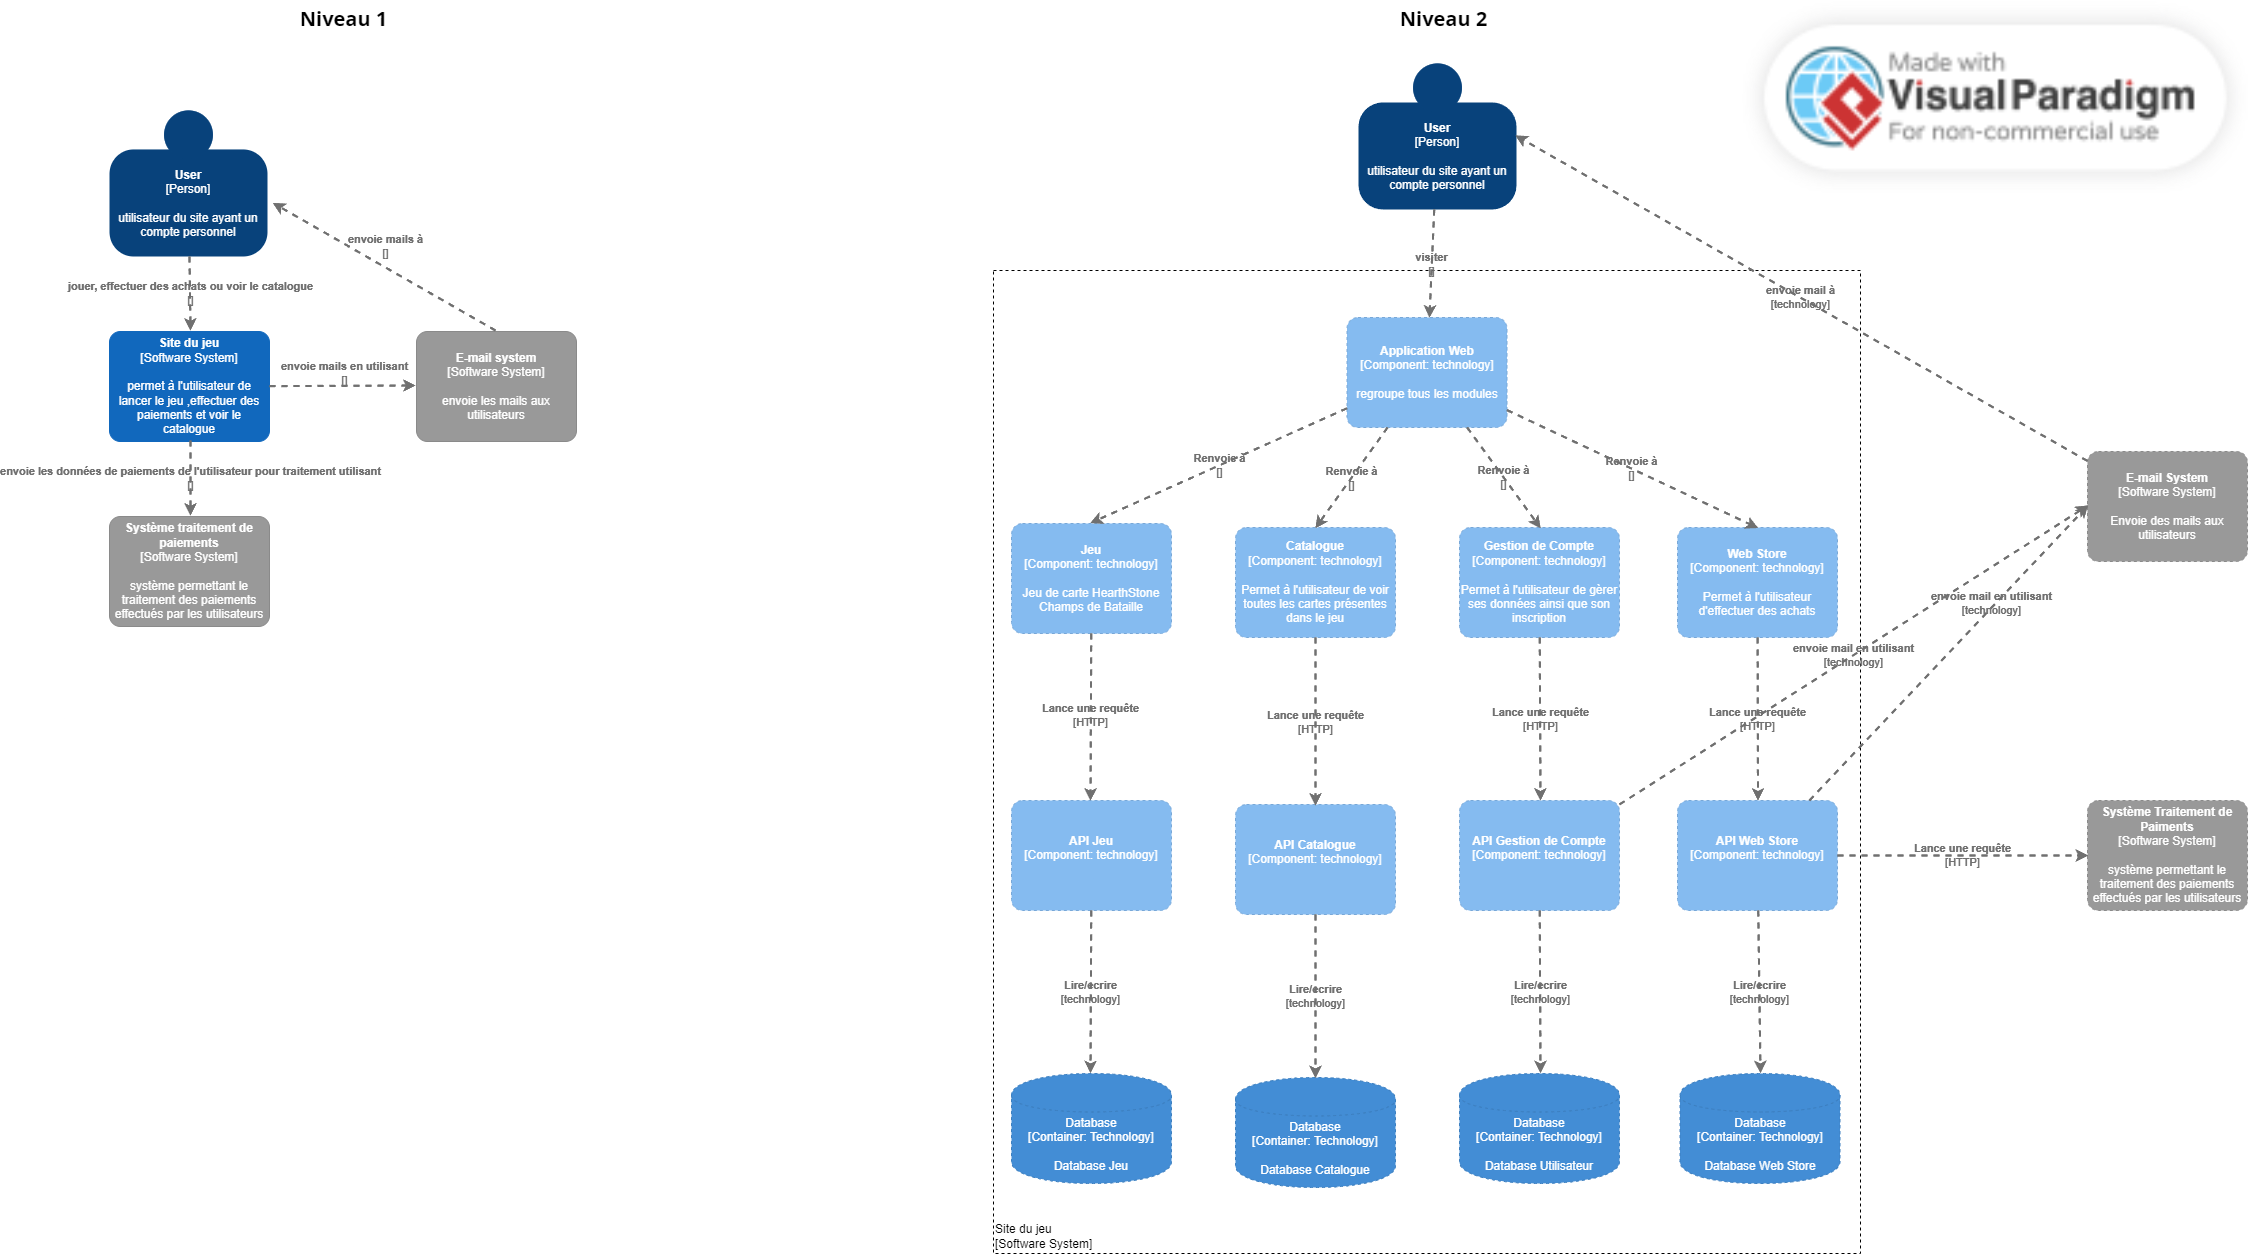 Niveau 1
User
[Person]
utilisateur du site ayant un
compte personnel
envoie mails à
[]
jouer, effectuer des achats ou voir le catalogue
[]
Site du jeu
[Software System]
permet à l'utilisateur de
lancer le jeu ,effectuer des
paiements et voir le
catalogue
envoie mails en utilisant
[]
E-mail system
[Software System]
envoie les mails aux
utilisateurs
envoie les données de paiements de l'utilisateur pour traitement utilisant
[]
Système traitement de
paiements
[Software System]
système permettant le
traitement des paiements
effectués par les utilisateurs
Niveau 2
Made with
Visual Paradigm
For non-commercial use
User
[Person]
utilisateur du site ayant un
compte personnel
visiter
[]
envoie mail à
[technology]
Application Web
[Component: technology]
regroupe tous les modules
Renvoie à
[]
Renvoie à
[]
Renvoie à
[]
Renvoie à
[]
E-mail System
[Software System]
Envoie des mails aux
utilisateurs
Jeu
[Component: technology]
Jeu de carte HearthStone
Champs de Bataille
Catalogue
[Component: technology]
Permet à l'utilisateur de voir
toutes les cartes présentes
dans le jeu
Gestion de Compte
[Component: technology]
Permet à l'utilisateur de gèrer
ses données ainsi que son
inscription
Web Store
[Component: technology]
Permet à l'utilisateur
d'effectuer des achats
envoie mail en utilisant
[technology]
envoie mail en utilisant
[technology]
Lance une requête
[HTTP]
Lance une requête
[HTTP]
Lance une requête
[HTTP]
Lance une requête
[HTTP]
API Jeu
[Component: technology]
API Catalogue
[Component: technology]
API Gestion de Compte
[Component: technology]
API Web Store
[Component: technology]
Lance une requête
[HTTP]
Système Traitement de
Paiments
[Software System]
système permettant le
traitement des paiements
effectués par les utilisateurs
Lire/écrire
[technology]
Lire/écrire
[technology]
Lire/écrire
[technology]
Lire/écrire
[technology]
Database
[Container: Technology]
Database Jeu
Database
[Container: Technology]
Database Catalogue
Database
[Container: Technology]
Database Utilisateur
Database
[Container: Technology]
Database Web Store
Site du jeu
[Software System]